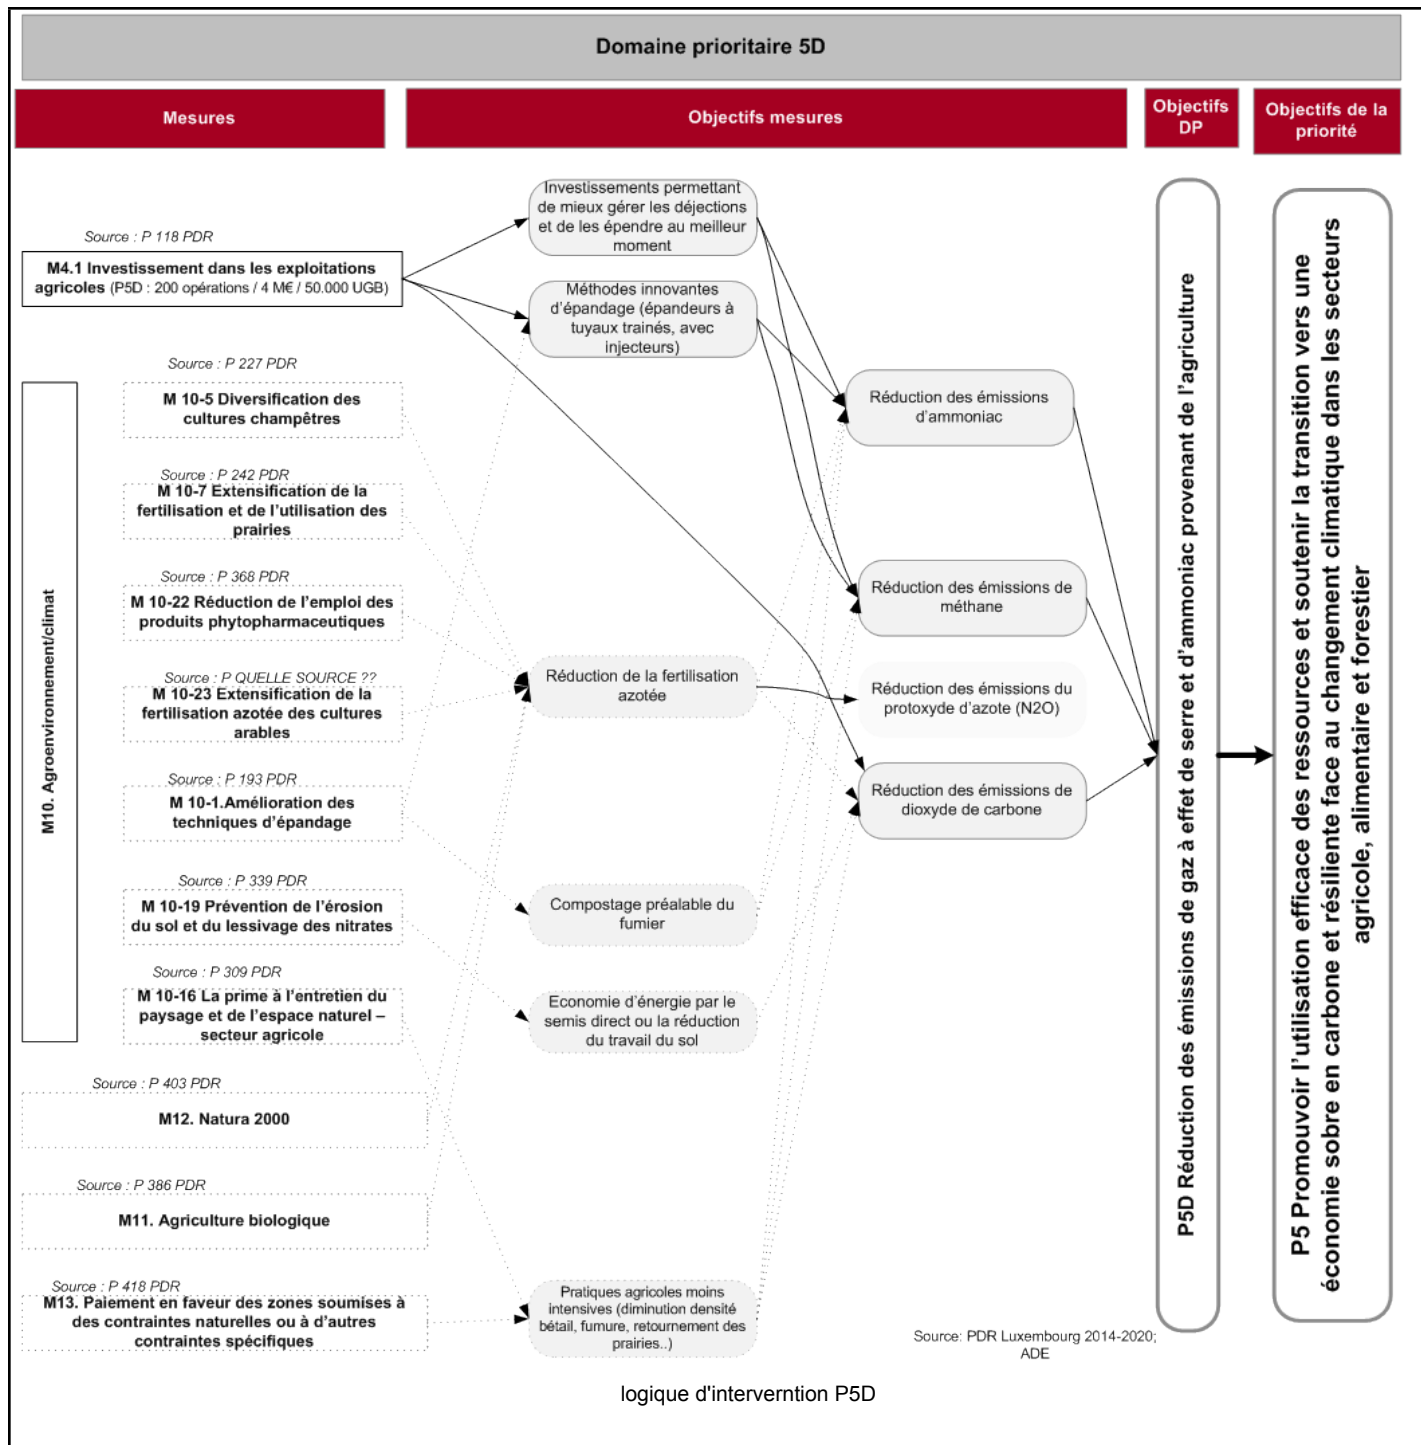 Domaine prioritaire 5D
Mesures
Objectifs mesures
Objectifs
DP
Objectifs de la
priorité
Source : P 118 PDR
M4.1 Investissement dans les exploitations
agricoles (P5D : 200 opérations / 4 M€ / 50.000 UGB)
M10. Agroenvironnement/climat
Source : P 227 PDR
M 10-5 Diversification des
cultures champêtres
Source : P 242 PDR
M 10-7 Extensification de la
fertilisation et de l'utilisation des
prairies
Source : P 368 PDR
M 10-22 Réduction de l'emploi des
produits phytopharmaceutiques
Source : P QUELLE SOURCE ??
M 10-23 Extensification de la
fertilisation azotée des cultures
arables
Source : P 193 PDR
M 10-1.Amélioration des
techniques d'épandage
Source : P 339 PDR
M 10-19 Prévention de l'érosion
du sol et du lessivage des nitrates
Source : P 309 PDR
M 10-16 La prime à l'entretien du
paysage et de l'espace naturel –
secteur agricole
Source : P 403 PDR
M12. Natura 2000
Source : P 386 PDR
M11. Agriculture biologique
Source : P 418 PDR
M13. Paiement en faveur des zones soumises à
des contraintes naturelles ou à d'autres
contraintes spécifiques
Investissements permettant
de mieux gérer les déjections
et de les épendre au meilleur
moment
Méthodes innovantes
d'épandage (épandeurs à
tuyaux trainés, avec
injecteurs)
Réduction de la fertilisation
azotée
Compostage préalable du
fumier
Economie d'énergie par le
semis direct ou la réduction
du travail du sol
Pratiques agricoles moins
intensives (diminution densité
bétail, fumure, retournement des
prairies..)
Réduction des émissions
d'ammoniac
Réduction des émissions de
méthane
Réduction des émissions du
protoxyde d'azote (N2O)
Réduction des émissions de
dioxyde de carbone
P5D Réduction des émissions de gaz à effet de serre et d'ammoniac provenant de l'agriculture
P5 Promouvoir l'utilisation efficace des ressources et soutenir la transition vers une
économie sobre en carbone et résiliente face au changement climatique dans les secteurs
agricole, alimentaire et forestier
Source: PDR Luxembourg 2014-2020;
ADE
logique d'interverntion P5D